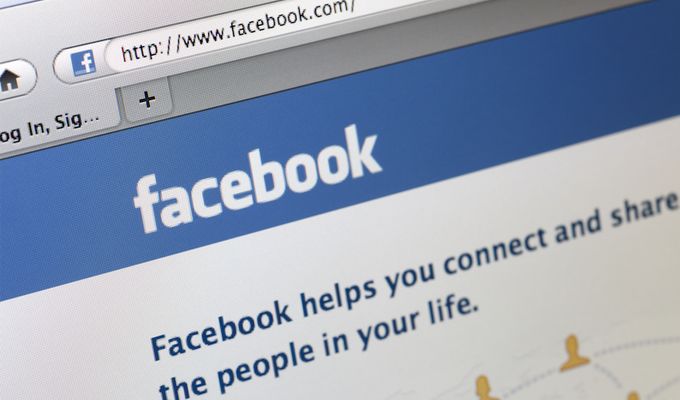 http://www.facebook.com/
og In, Sig...
facebook
Facebook helps you connect and share
the people in your life.